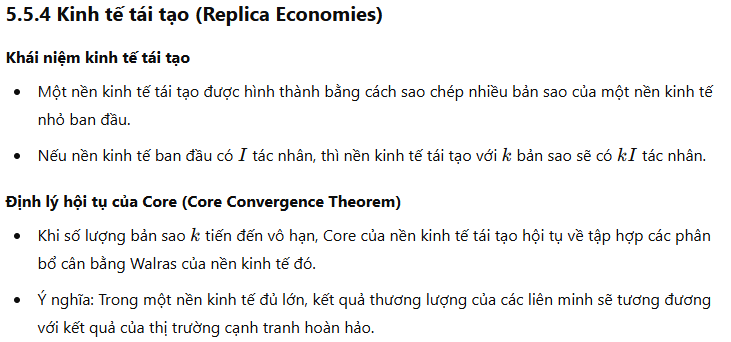 5.5.4 Kinh tế tái tạo (Replica Economies)
Khái niệm kinh tế tái tạo
• Một nền kinh tế tái tạo được hình thành bằng cách sao chép nhiều bản sao của một nền kinh tế
nhỏ ban đầu.
• Nếu nền kinh tế ban đầu có I tác nhân, thì nền kinh tế tái tạo với k bản sao sẽ có kI tác nhân.
Định lý hội tụ của Core (Core Convergence Theorem)
• Khi số lượng bản sao k tiến đến vô hạn, Core của nền kinh tế tái tạo hội tụ về tập hợp các phân
bổ cân bằng Walras của nền kinh tế đó.
• Ý nghĩa: Trong một nền kinh tế đủ lớn, kết quả thương lượng của các liên minh sẽ tương đương
với kết quả của thị trường cạnh tranh hoàn hảo.